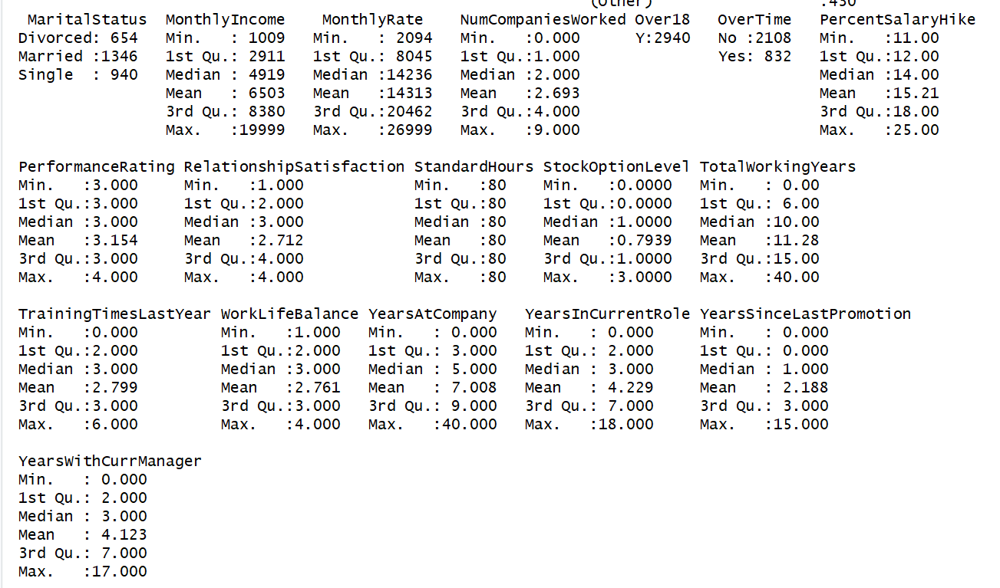 (Other) :430
MaritalStatus MonthlyIncome MonthlyRate NumCompaniesWorked Over18 OverTime PercentSalaryHike
Divorced: 654 Min. : 1009 Min. : 2094 Min. :0.000 Y:2940 No :2108 Min. :11.00
Married :1346 1st Qu.: 2911 1st Qu.: 8045 1st Qu.:1.000 Yes: 832 1st Qu.:12.00
Single : 940 Median : 4919 Median :14236 Median :2.000 Median :14.00
Mean : 6503 Mean :14313 Mean :2.693 Mean :15.21
3rd Qu.: 8380 3rd Qu.:20462 3rd Qu.:4.000 3rd Qu.:18.00
Max. :19999 Max. :26999 Max. :9.000 Max. :25.00
PerformanceRating RelationshipSatisfaction StandardHours StockOptionLevel TotalWorkingYears
Min. :3.000 Min. :1.000 Min. :80 Min. :0.0000 Min. : 0.00
1st Qu.:3.000 1st Qu.:2.000 1st Qu.:80 1st Qu.:0.0000 1st Qu.: 6.00
Median :3.000 Median :3.000 Median :80 Median :1.0000 Median :10.00
Mean :3.154 Mean :2.712 Mean :80 Mean :0.7939 Mean :11.28
3rd Qu.:3.000 3rd Qu.:4.000 3rd Qu.:80 3rd Qu.:1.0000 3rd Qu.:15.00
Max. :4.000 Max. :4.000 Max. :80 Max. :3.0000 Max. :40.00
TrainingTimesLastYear WorkLifeBalance YearsAtCompany YearsInCurrentRole YearsSinceLastPromotion
Min. :0.000 Min. :1.000 Min. : 0.000 Min. : 0.000 Min. : 0.000
1st Qu.:2.000 1st Qu.:2.000 1st Qu.: 3.000 1st Qu.: 2.000 1st Qu.: 0.000
Median :3.000 Median :3.000 Median : 5.000 Median : 3.000 Median : 1.000
Mean :2.799 Mean :2.761 Mean : 7.008 Mean : 4.229 Mean : 2.188
3rd Qu.:3.000 3rd Qu.:3.000 3rd Qu.: 9.000 3rd Qu.: 7.000 3rd Qu.: 3.000
Max. :6.000 Max. :4.000 Max. :40.000 Max. :18.000 Max. :15.000
YearsWithCurrManager
Min. : 0.000
1st Qu.: 2.000
Median : 3.000
Mean : 4.123
3rd Qu.: 7.000
Max. :17.000